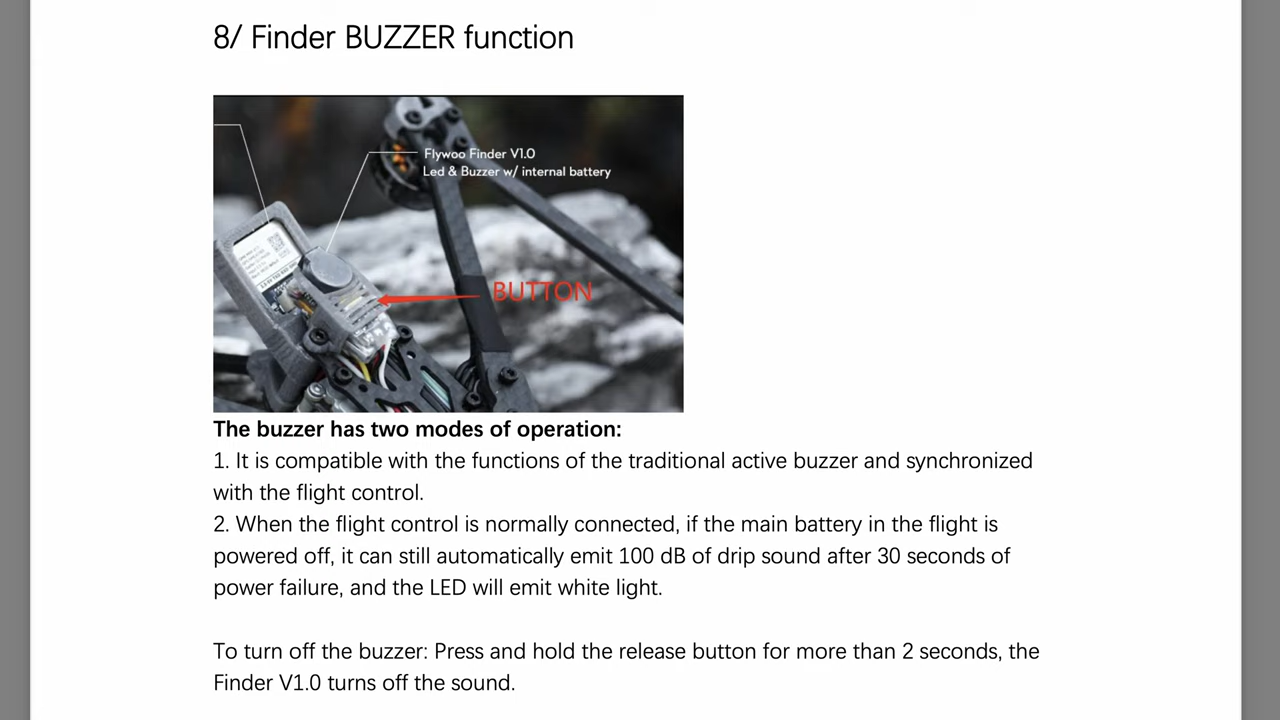 8/ Finder BUZZER function
Flywoo Finder V1.0
Led & Buzzer w/ internal battery
BUTTON
The buzzer has two modes of operation:
1. It is compatible with the functions of the traditional active buzzer and synchronized
with the flight control.
2. When the flight control is normally connected, if the main battery in the flight is
powered off, it can still automatically emit 100 dB of drip sound after 30 seconds of
power failure, and the LED will emit white light.
To turn off the buzzer: Press and hold the release button for more than 2 seconds, the
Finder V1.0 turns off the sound.